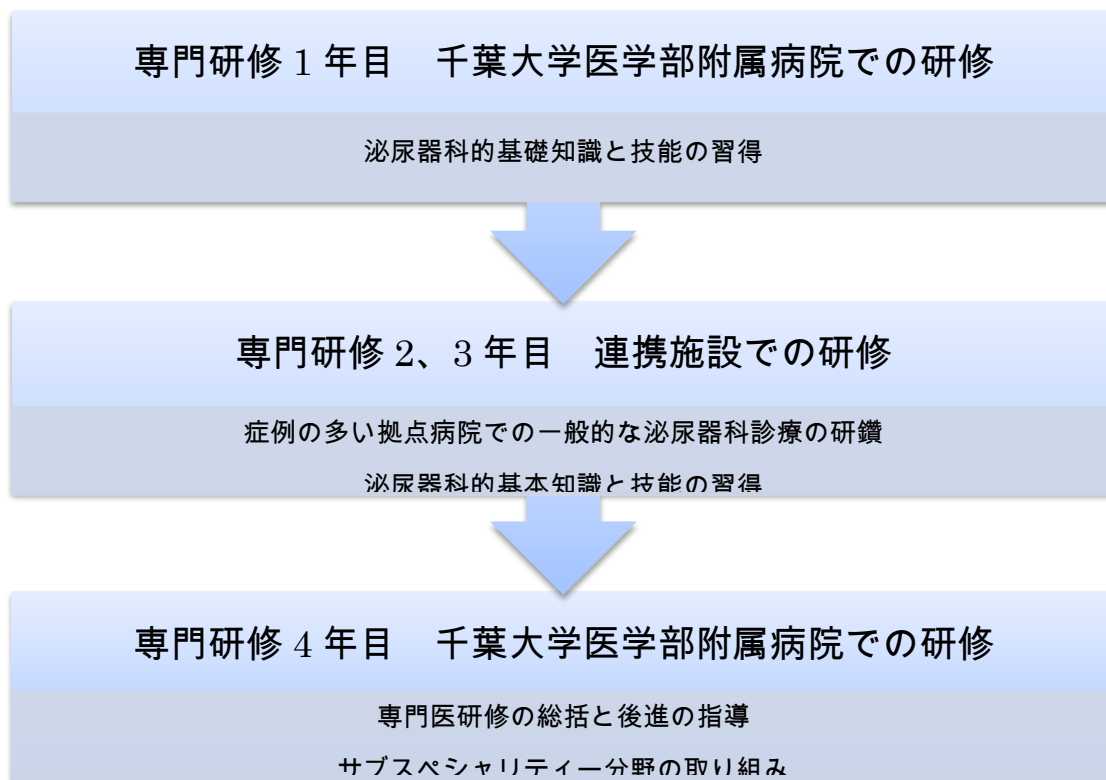 専門研修 1 年目　千葉大学医学部附属病院での研修
泌尿器科的基礎知識と技能の習得
専門研修 2、3 年目　連携施設での研修
症例の多い拠点病院での一般的な泌尿器科診療の研鑽
泌尿器科的基本知識と技能の習得
専門研修 4 年目　千葉大学医学部附属病院での研修
専門医研修の総括と後進の指導
サブスペシャリティー分野の取り組み